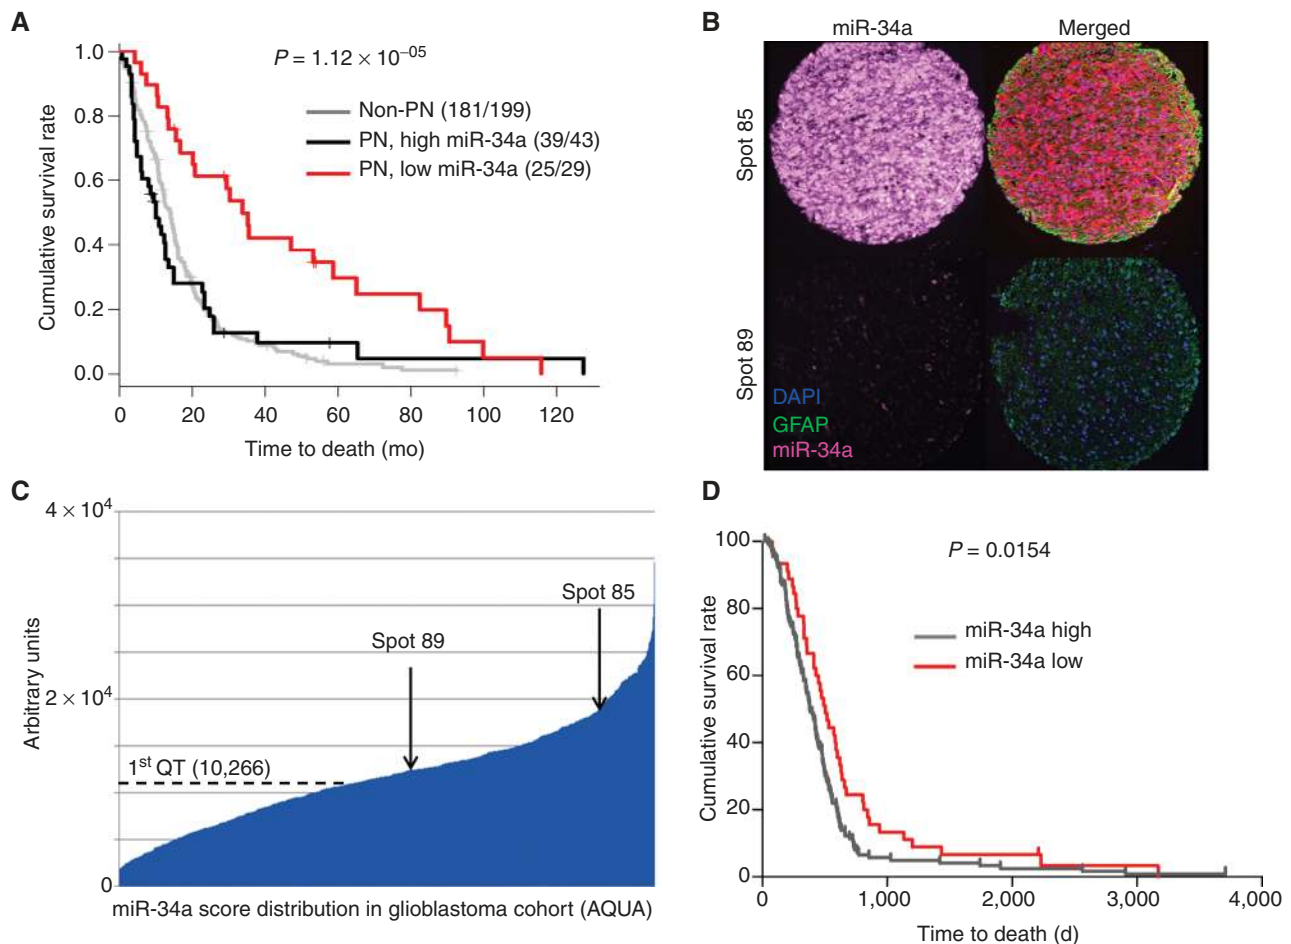 A
P = 1.12 × 10⁻⁰⁵
Non-PN (181/199)
PN, high miR-34a (39/43)
PN, low miR-34a (25/29)
Cumulative survival rate
1.0
0.8
0.6
0.4
0.2
0.0
0 20 40 60 80 100 120
Time to death (mo)
B
miR-34a Merged
Spot 85
Spot 89
DAPI
GFAP
miR-34a
C
4 × 10⁴
2 × 10⁴
0
Arbitrary units
Spot 85
Spot 89
1ˢᵗ QT (10,266)
miR-34a score distribution in glioblastoma cohort (AQUA)
D
P = 0.0154
miR-34a high
miR-34a low
Cumulative survival rate
100
80
60
40
20
0
0 1,000 2,000 3,000 4,000
Time to death (d)